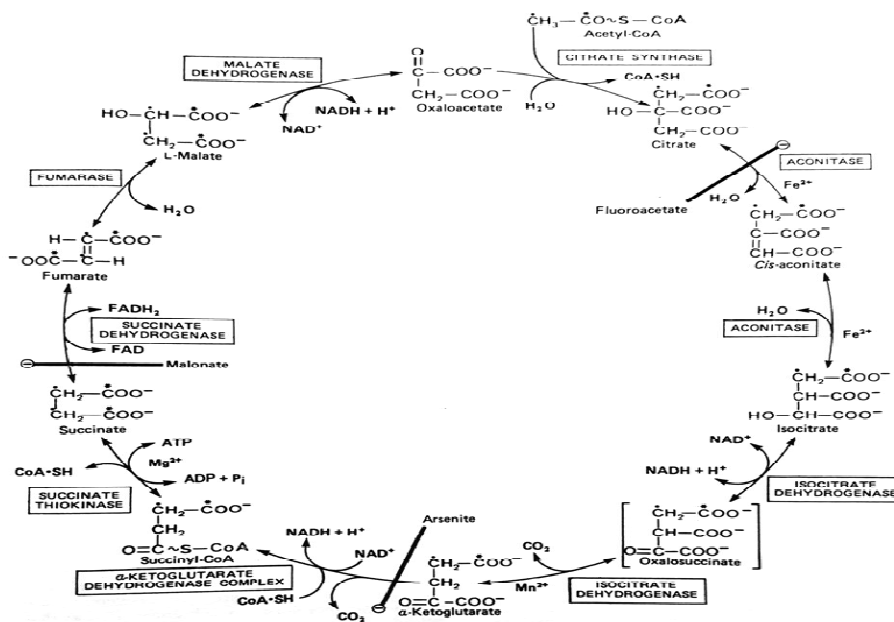 CH₃—CO~S—CoA
Acetyl-CoA
CITRATE SYNTHASE
CoA-SH
H₂O
O
C—COO⁻
CH₂—COO⁻
Oxaloacetate
MALATE
DEHYDROGENASE
NADH + H⁺
NAD⁺
HO—CH—COO⁻
CH₂—COO⁻
L-Malate
FUMARASE
H₂O
H—C—COO⁻
⁻OOC—C—H
Fumarate
FADH₂
SUCCINATE
DEHYDROGENASE
FAD
⊖
Malonate
CH₂—COO⁻
CH₂—COO⁻
Succinate
ATP
Mg²⁺
CoA-SH
ADP + Pi
SUCCINATE
THIOKINASE
CH₂—COO⁻
CH₂
O=C~S—CoA
Succinyl-CoA
α-KETOGLUTARATE
DEHYDROGENASE COMPLEX
NADH + H⁺
NAD⁺
CoA-SH
CO₂
Arsenite
⊖
CH₂—COO⁻
CH₂
O=C—COO⁻
α-Ketoglutarate
CO₂
Mn²⁺
ISOCITRATE
DEHYDROGENASE
CH₂—COO⁻
CH—COO⁻
O=C—COO⁻
Oxalosuccinate
NAD⁺
NADH + H⁺
ISOCITRATE
DEHYDROGENASE
CH₂—COO⁻
CH—COO⁻
HO—CH—COO⁻
Isocitrate
H₂O
ACONITASE
Fe²⁺
CH₂—COO⁻
C—COO⁻
CH—COO⁻
Cis-aconitate
Fluoroacetate
⊖
H₂O
Fe²⁺
ACONITASE
CH₂—COO⁻
HO—C—COO⁻
CH₂—COO⁻
Citrate